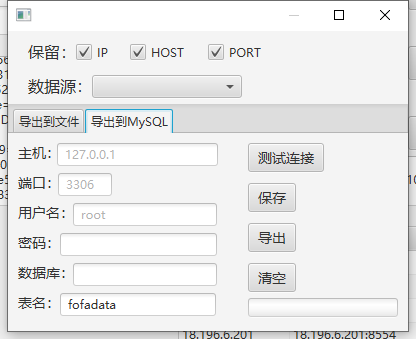 保留： IP HOST PORT
数据源：
导出到文件 导出到MySQL
主机： 127.0.0.1 测试连接
端口： 3306
用户名： root 保存
密码： 导出
数据库： 清空
表名： fofadata
18.196.6.201 18.196.6.201:8554